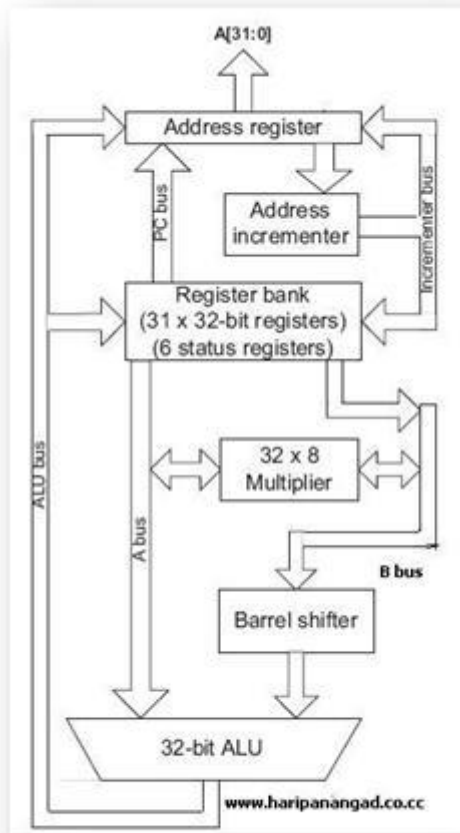 A[31:0]
Address register
PC bus
Incrementer bus
Address
incrementer
Register bank
(31 x 32-bit registers)
(6 status registers)
ALU bus
A bus
32 x 8
Multiplier
B bus
Barrel shifter
32-bit ALU
www.haripanangad.co.cc